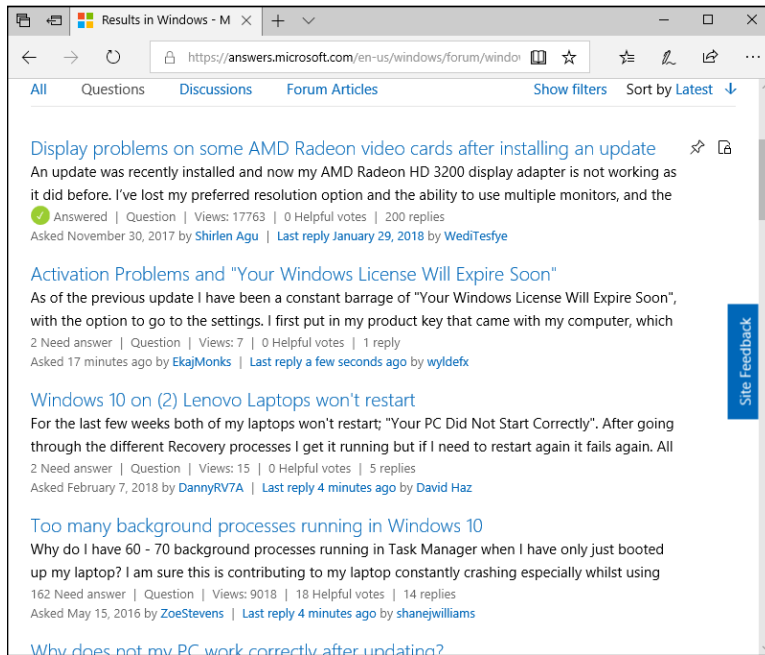 Results in Windows - M
https://answers.microsoft.com/en-us/windows/forum/windo
All Questions Discussions Forum Articles Show filters Sort by Latest
Display problems on some AMD Radeon video cards after installing an update
An update was recently installed and now my AMD Radeon HD 3200 display adapter is not working as
it did before. I've lost my preferred resolution option and the ability to use multiple monitors, and the
Answered | Question | Views: 17763 | 0 Helpful votes | 200 replies
Asked November 30, 2017 by Shirlen Agu | Last reply January 29, 2018 by WediTesfye
Activation Problems and "Your Windows License Will Expire Soon"
As of the previous update I have been a constant barrage of "Your Windows License Will Expire Soon",
with the option to go to the settings. I first put in my product key that came with my computer, which
2 Need answer | Question | Views: 7 | 0 Helpful votes | 1 reply
Asked 17 minutes ago by EkajMonks | Last reply a few seconds ago by wyldefx
Site Feedback
Windows 10 on (2) Lenovo Laptops won't restart
For the last few weeks both of my laptops won't restart; "Your PC Did Not Start Correctly". After going
through the different Recovery processes I get it running but if I need to restart again it fails again. All
2 Need answer | Question | Views: 15 | 0 Helpful votes | 5 replies
Asked February 7, 2018 by DannyRV7A | Last reply 4 minutes ago by David Haz
Too many background processes running in Windows 10
Why do I have 60 - 70 background processes running in Task Manager when I have only just booted
up my laptop? I am sure this is contributing to my laptop constantly crashing especially whilst using
162 Need answer | Question | Views: 9018 | 18 Helpful votes | 14 replies
Asked May 15, 2016 by ZoeStevens | Last reply 4 minutes ago by shanejwilliams
Why does not my PC work correctly after updating?